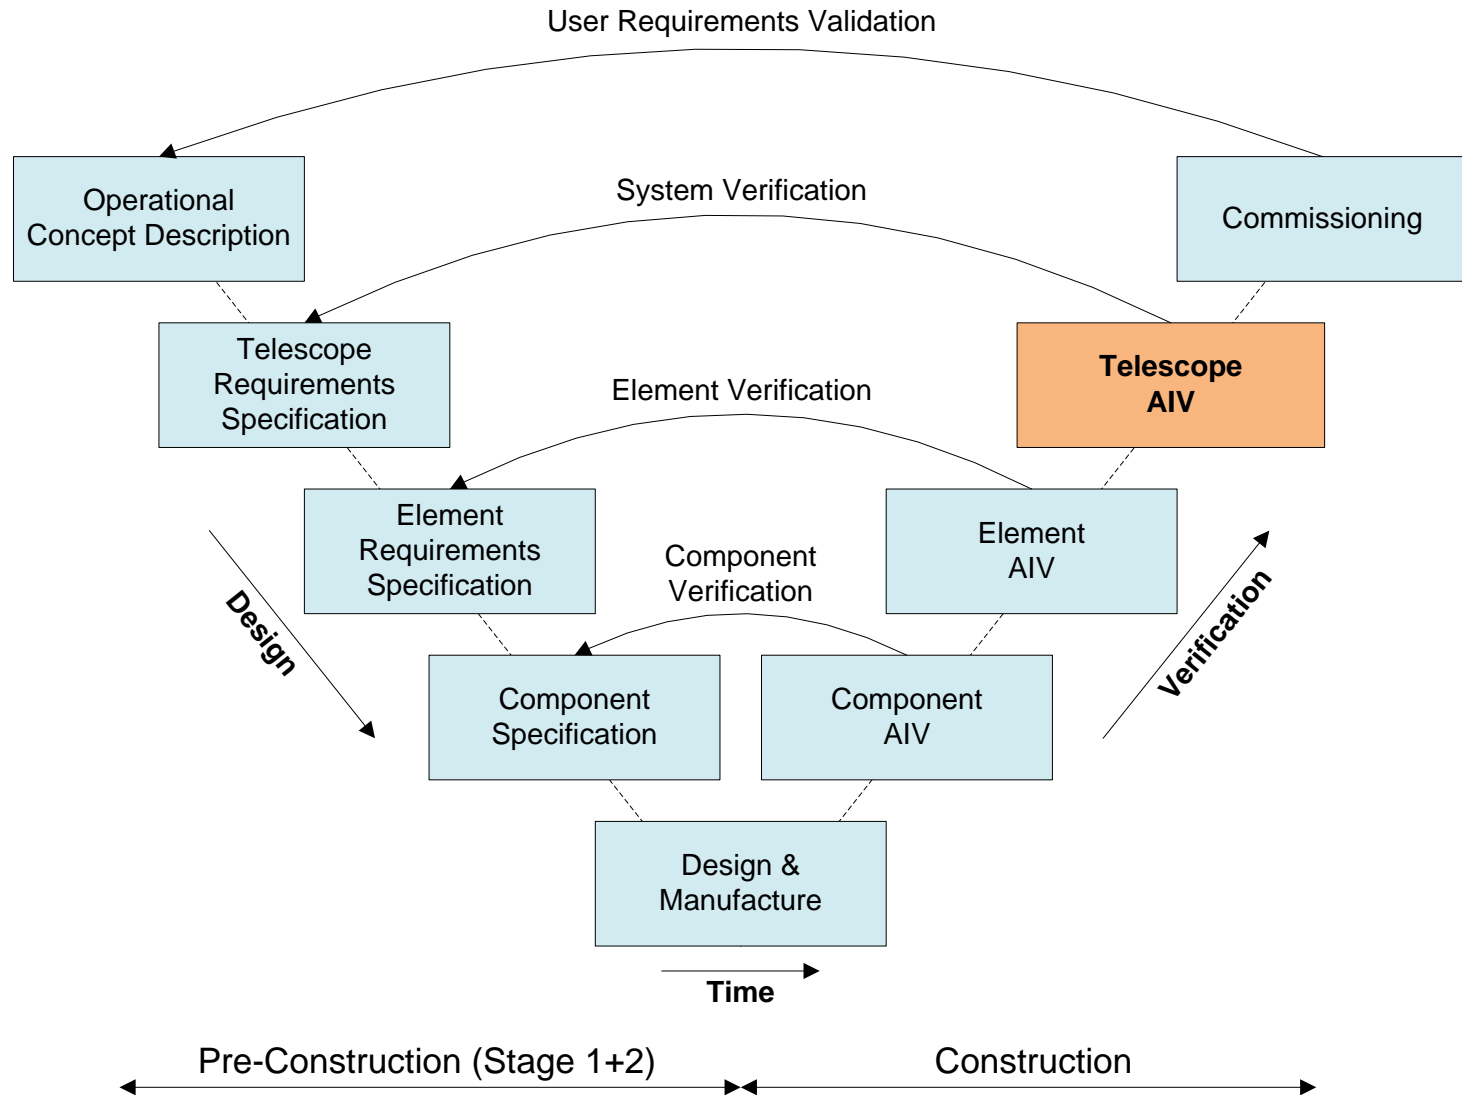 User Requirements Validation
Operational
Concept Description
System Verification
Commissioning
Telescope
Requirements
Specification
Telescope
AIV
Element Verification
Element
Requirements
Specification
Element
AIV
Component
Verification
Design
Verification
Component
Specification
Component
AIV
Design &
Manufacture
Time
Pre-Construction (Stage 1+2)
Construction